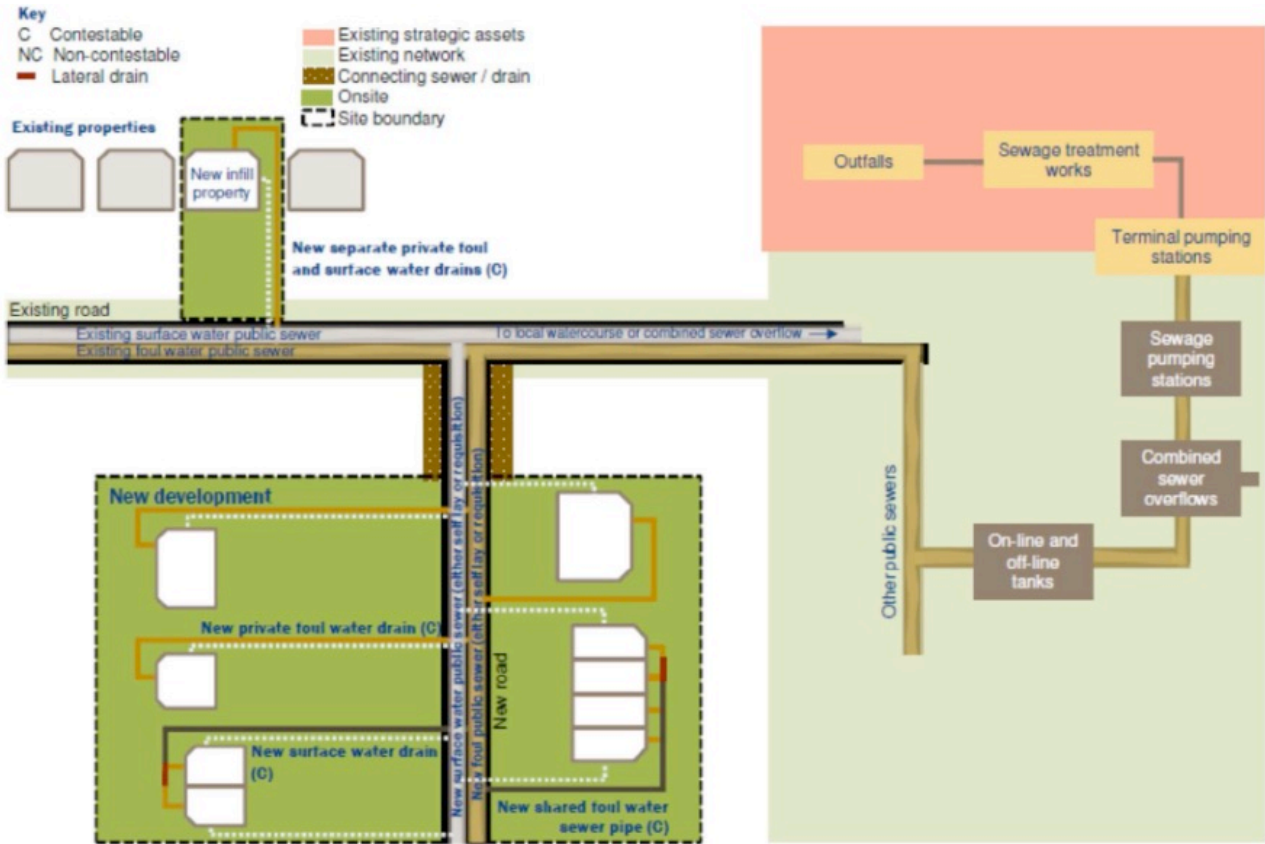 Key
C Contestable
NC Non-contestable
Lateral drain
Existing strategic assets
Existing network
Connecting sewer / drain
Onsite
Site boundary
Existing properties
New infill
property
New separate private foul
and surface water drains (C)
Outfalls
Sewage treatment
works
Terminal pumping
stations
Existing road
Existing surface water public sewer
To local watercourse or combined sewer overflow
Existing foul water public sewer
Sewage
pumping
stations
Combined
sewer
overflows
On-line and
off-line
tanks
Other public sewers
New development
New surface water public sewer (either self lay or requisition)
New foul public sewer (either self lay or requisition)
New road
New private foul water drain (C)
New surface water drain
(C)
New shared foul water
sewer pipe (C)